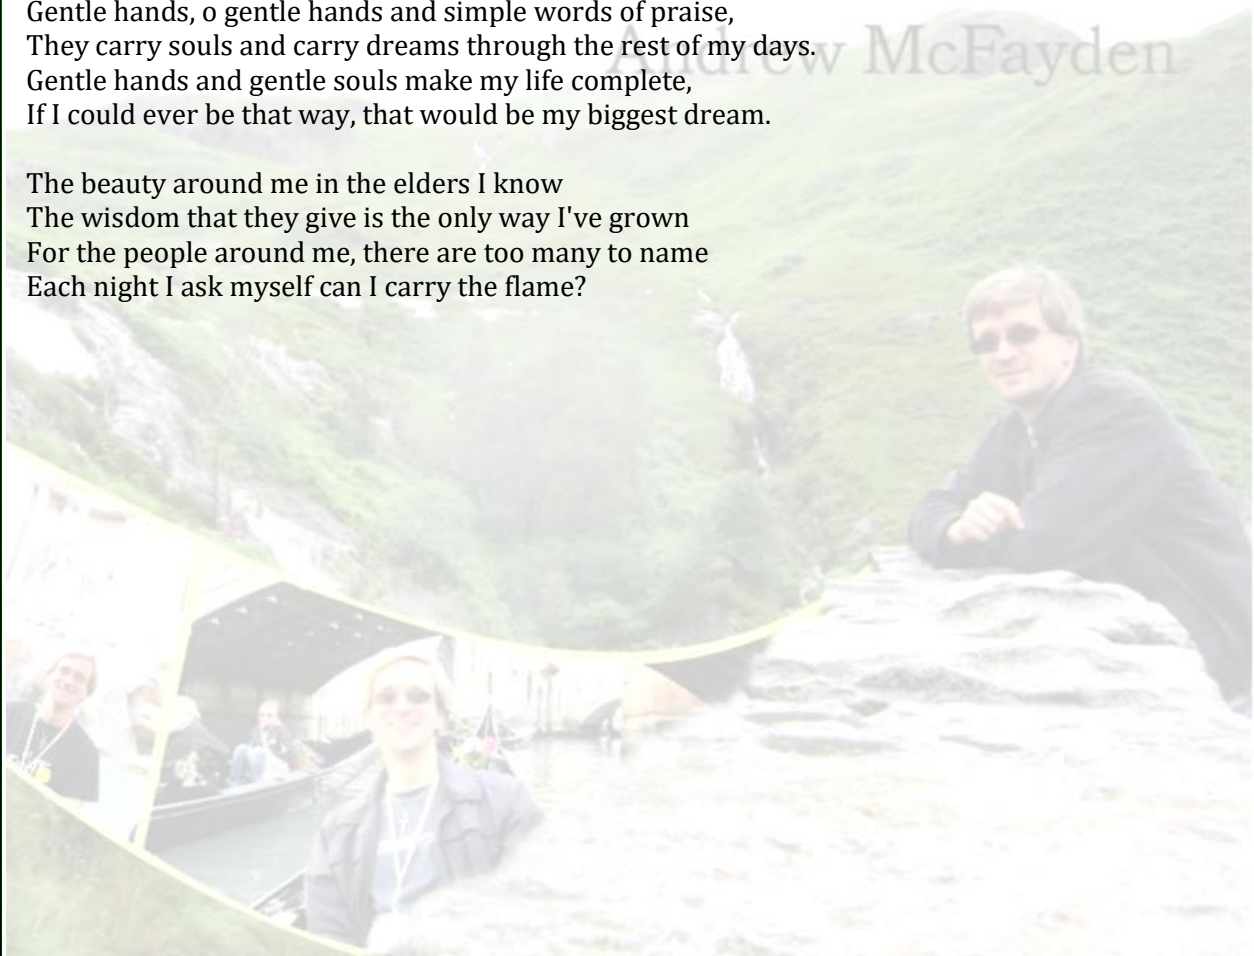 Gentle hands, o gentle hands and simple words of praise,
Andrew McFayden
They carry souls and carry dreams through the rest of my days.
Gentle hands and gentle souls make my life complete,
If I could ever be that way, that would be my biggest dream.
The beauty around me in the elders I know
The wisdom that they give is the only way I've grown
For the people around me, there are too many to name
Each night I ask myself can I carry the flame?